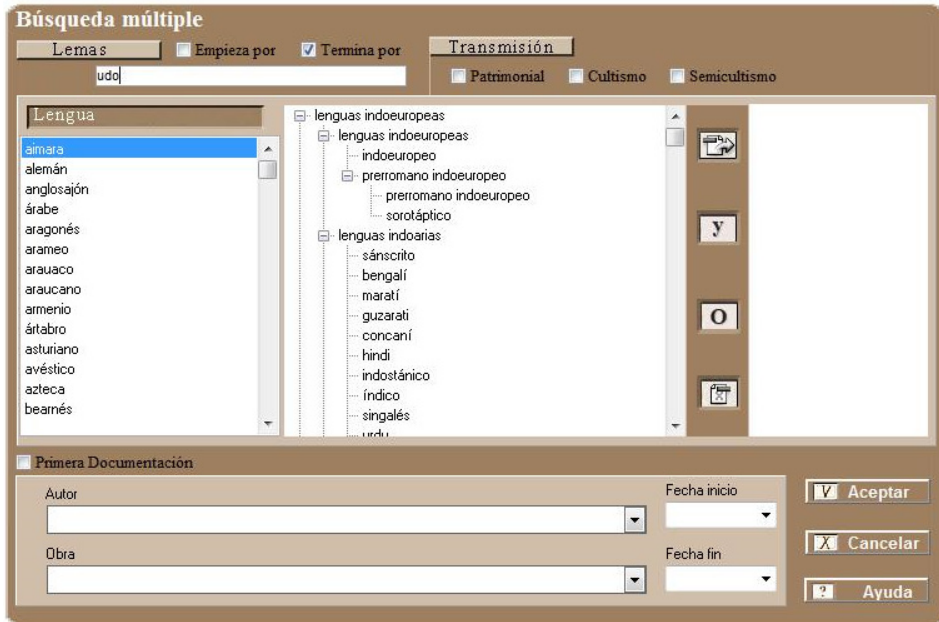 Búsqueda múltiple
Lemas
Empieza por
Termina por
Transmisión
udo
Patrimonial
Cultismo
Semicultismo
Lengua
aimara
alemán
anglosajón
árabe
aragonés
arameo
arauaco
araucano
armenio
ártabro
asturiano
avéstico
azteca
bearnés
lenguas indoeuropeas
lenguas indoeuropeas
indoeuropeo
prerromano indoeuropeo
prerromano indoeuropeo
sorotáptico
lenguas indoarias
sánscrito
bengalí
maratí
guzarati
concaní
hindi
indostánico
índico
singalés
urdu
y
O
Primera Documentación
Autor
Fecha inicio
Obra
Fecha fin
V Aceptar
X Cancelar
? Ayuda